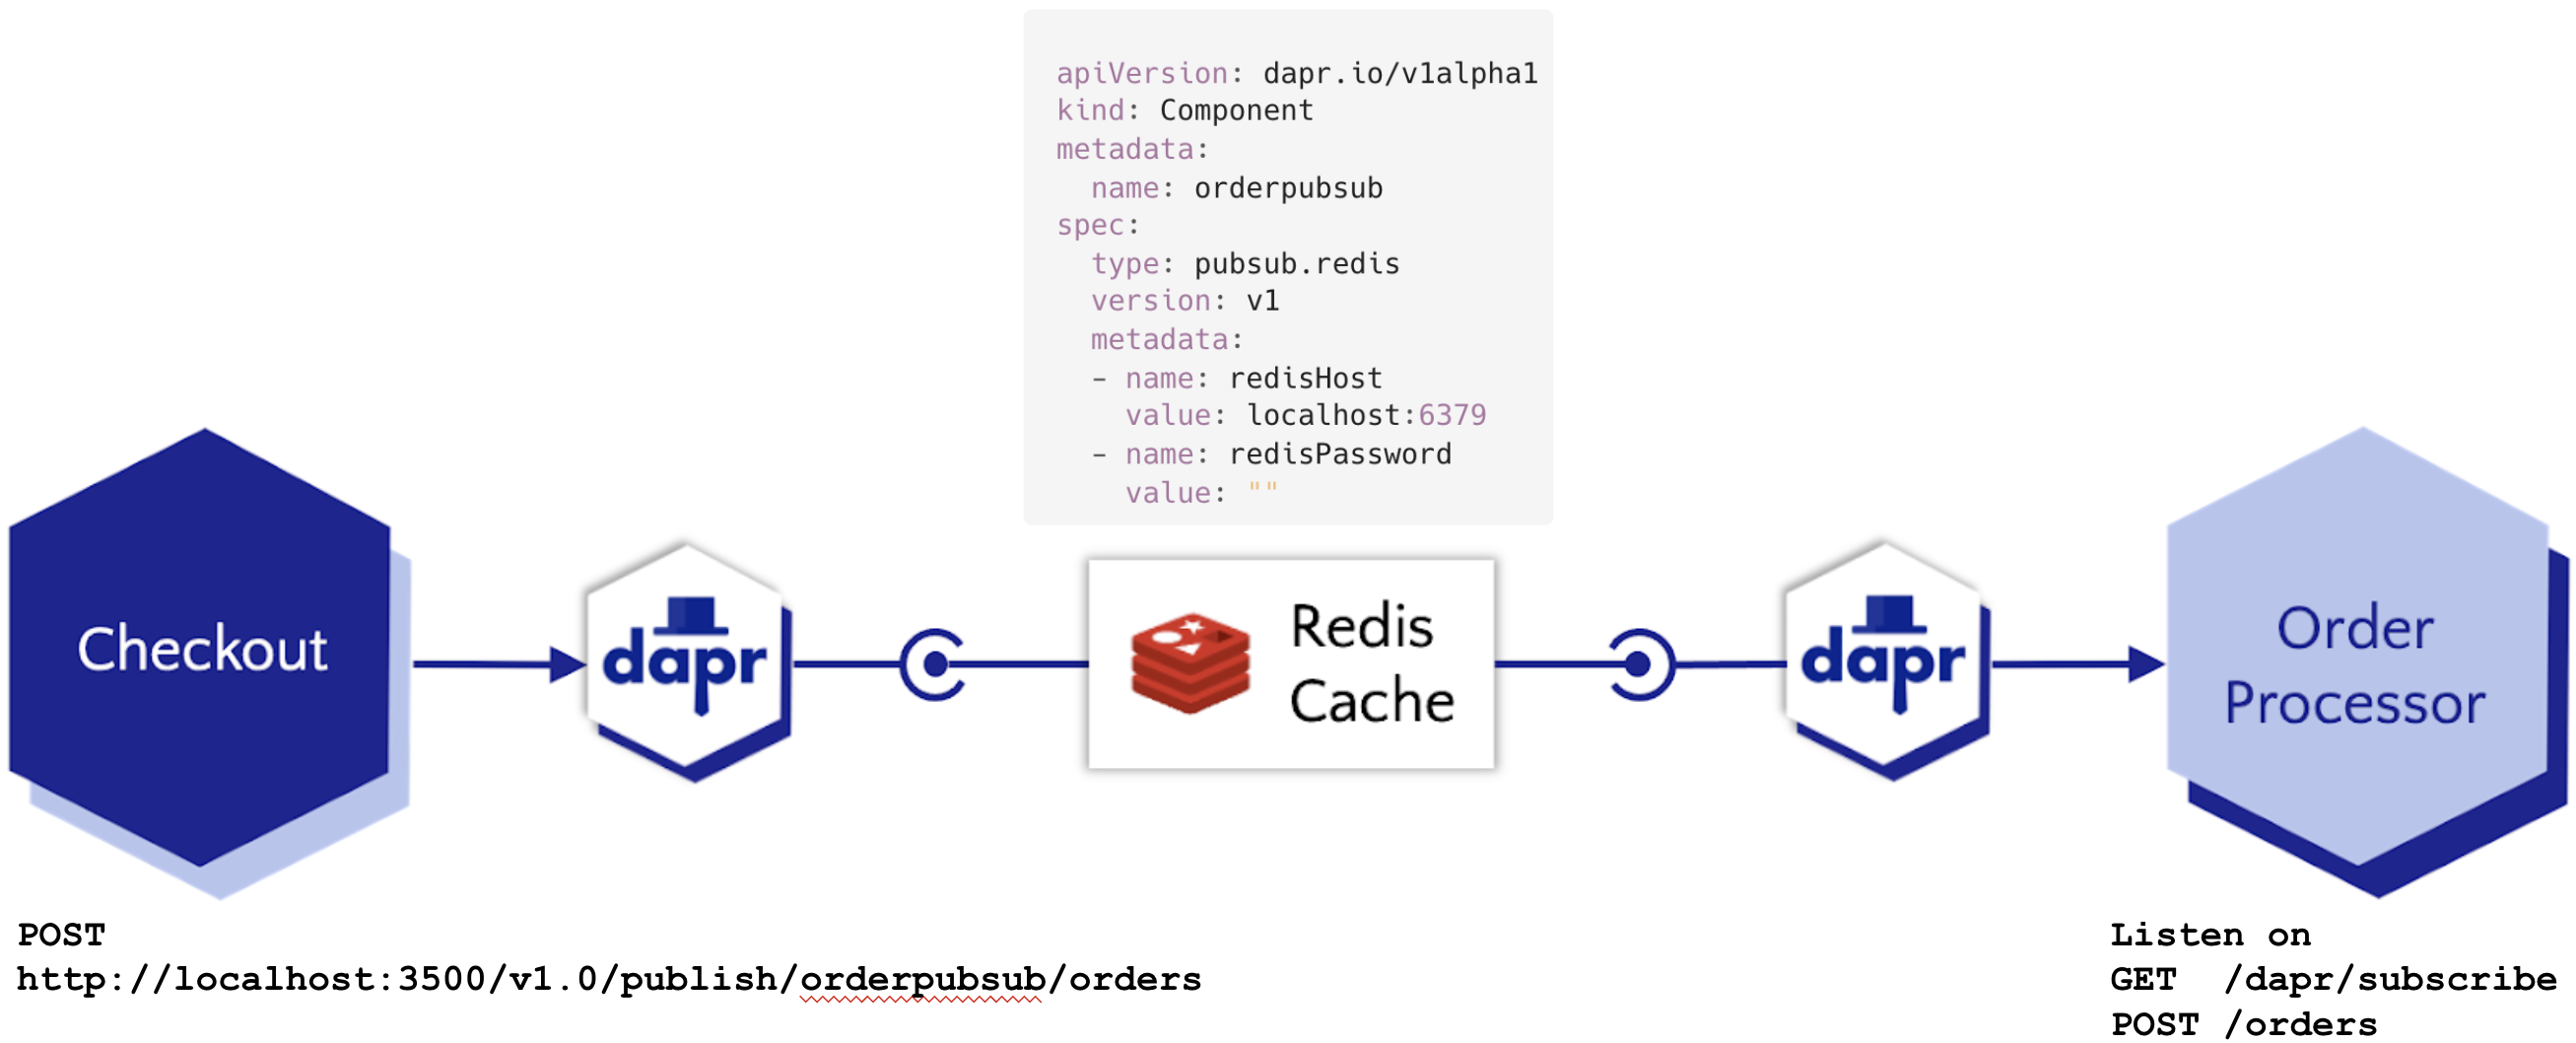 apiVersion: dapr.io/v1alpha1
kind: Component
metadata:
  name: orderpubsub
spec:
  type: pubsub.redis
  version: v1
  metadata:
  - name: redisHost
    value: localhost:6379
  - name: redisPassword
    value: ""
Checkout
dapr
Redis
Cache
dapr
Order
Processor
POST
http://localhost:3500/v1.0/publish/orderpubsub/orders
Listen on
GET  /dapr/subscribe
POST /orders